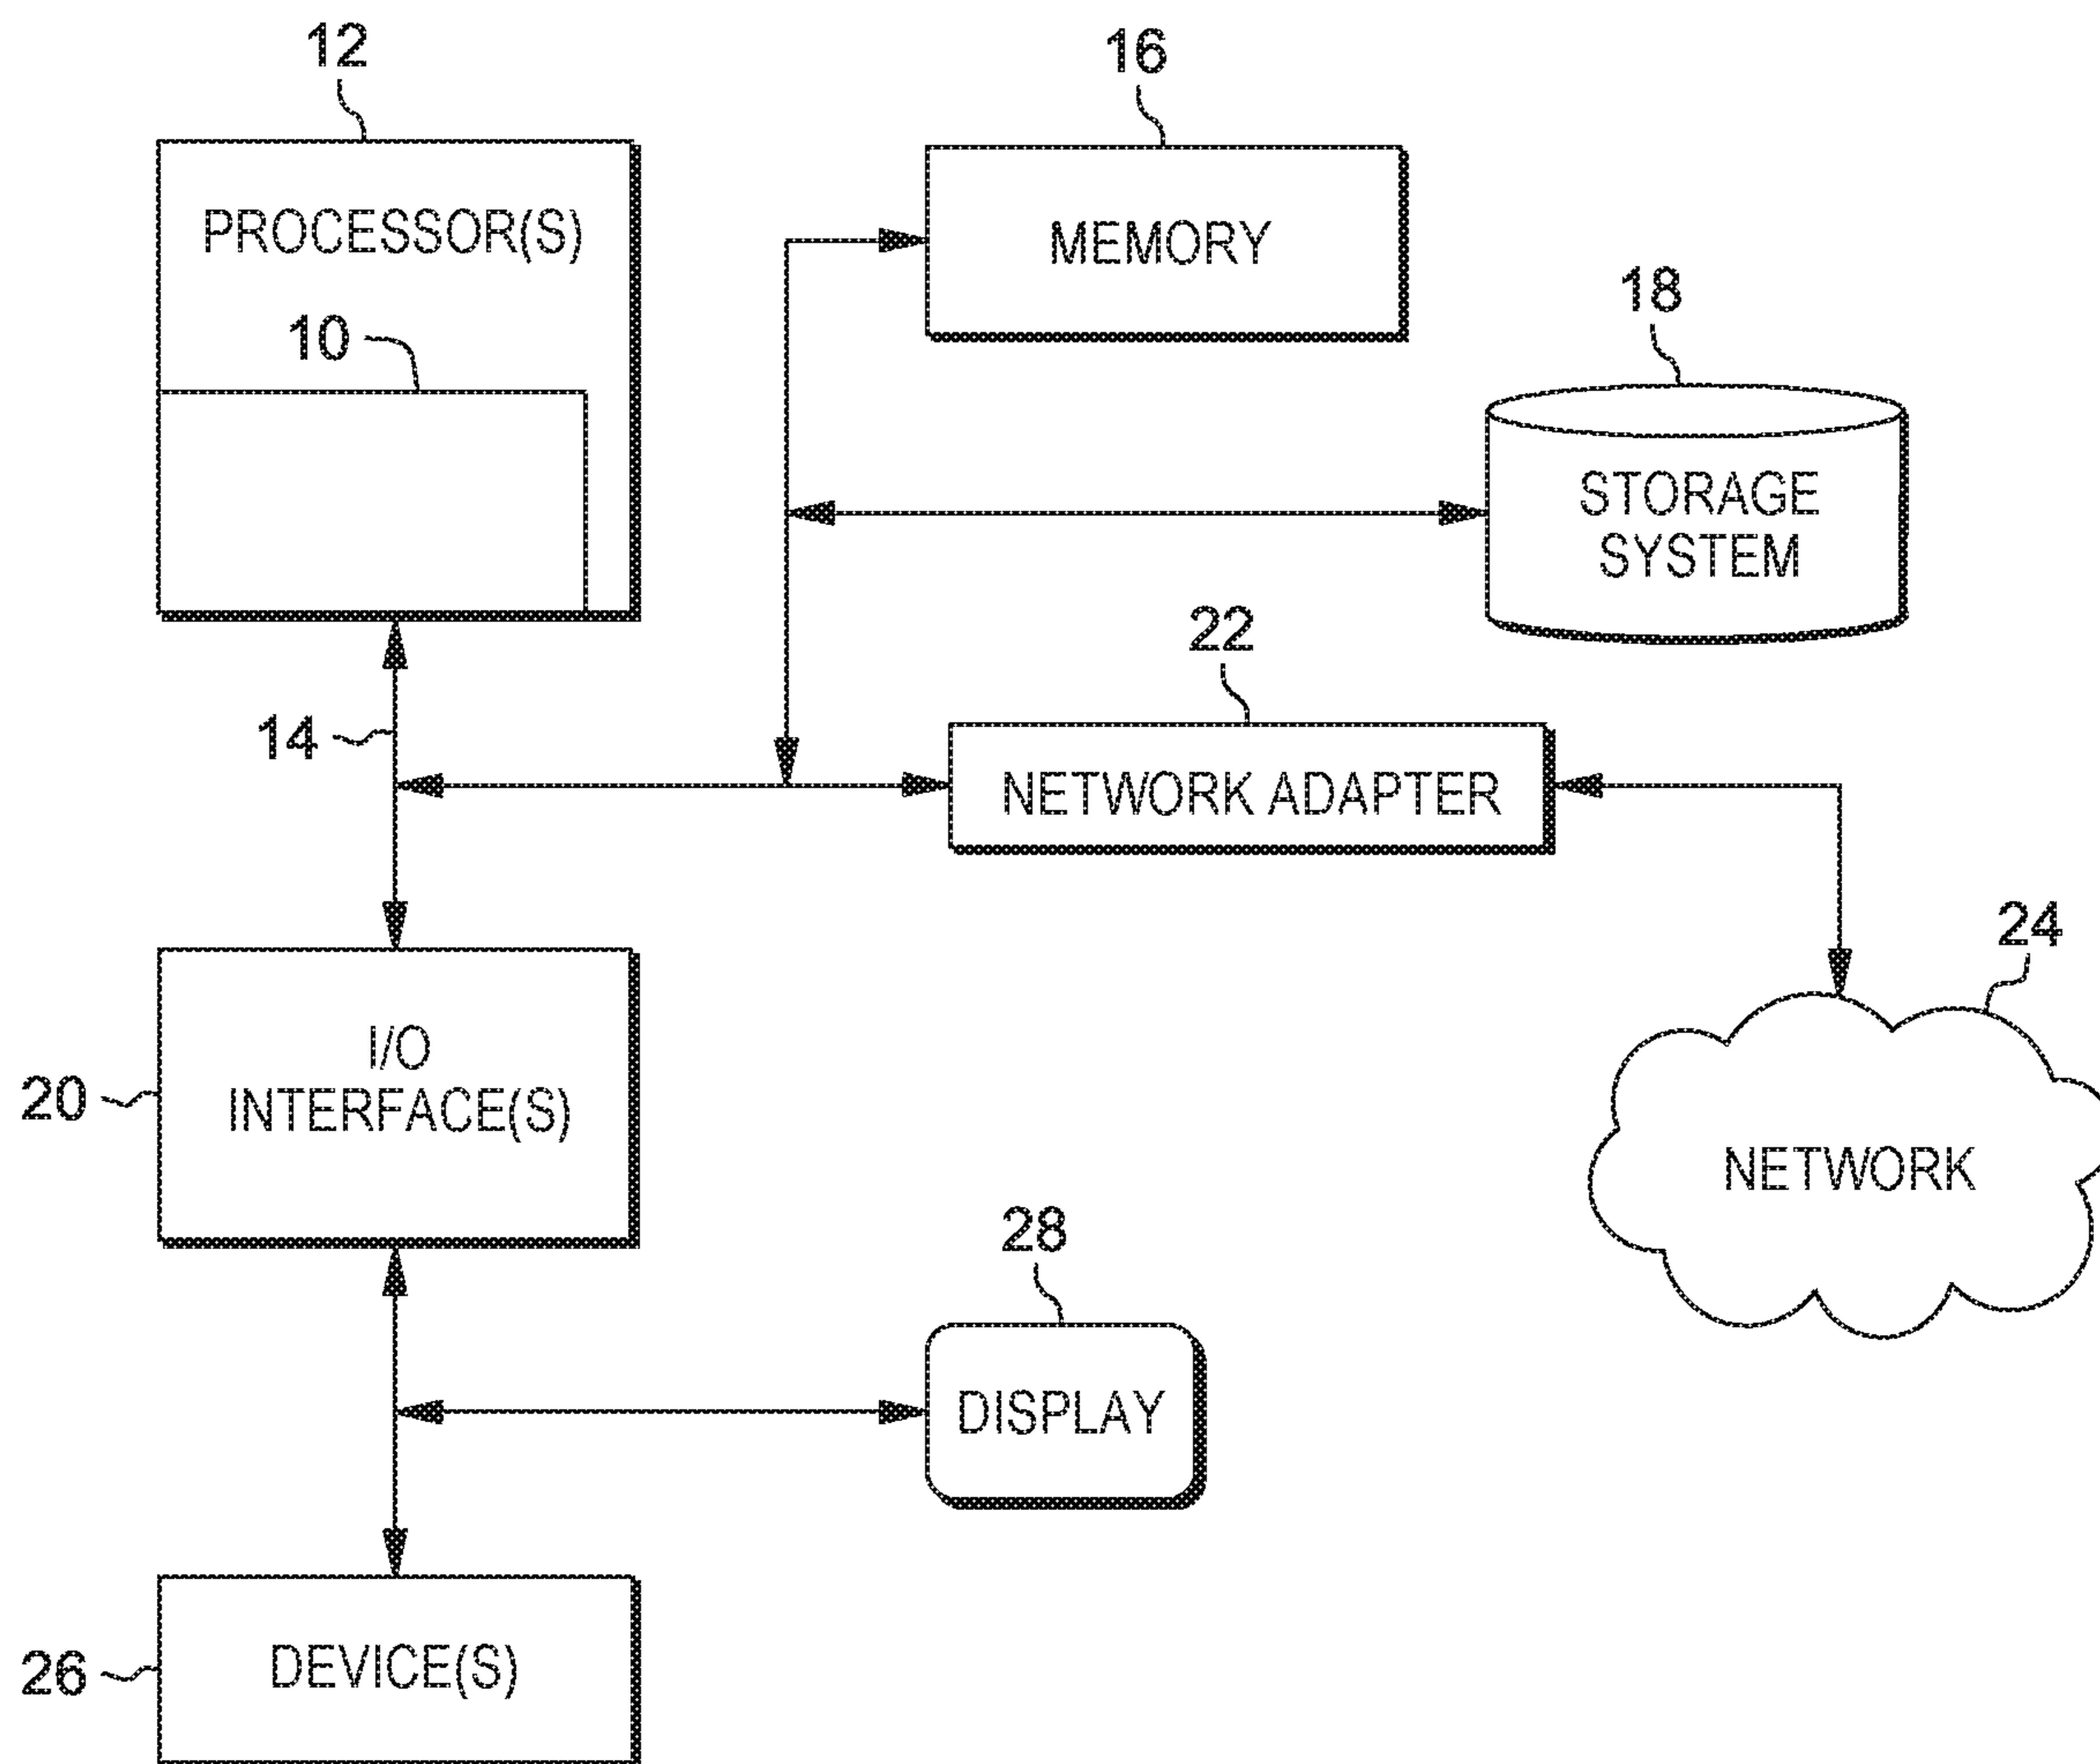 12
16
PROCESSOR(S)
MEMORY
18
10
STORAGE
SYSTEM
22
14
NETWORK ADAPTER
24
I/O
INTERFACE(S)
20
NETWORK
28
DISPLAY
26
DEVICE(S)